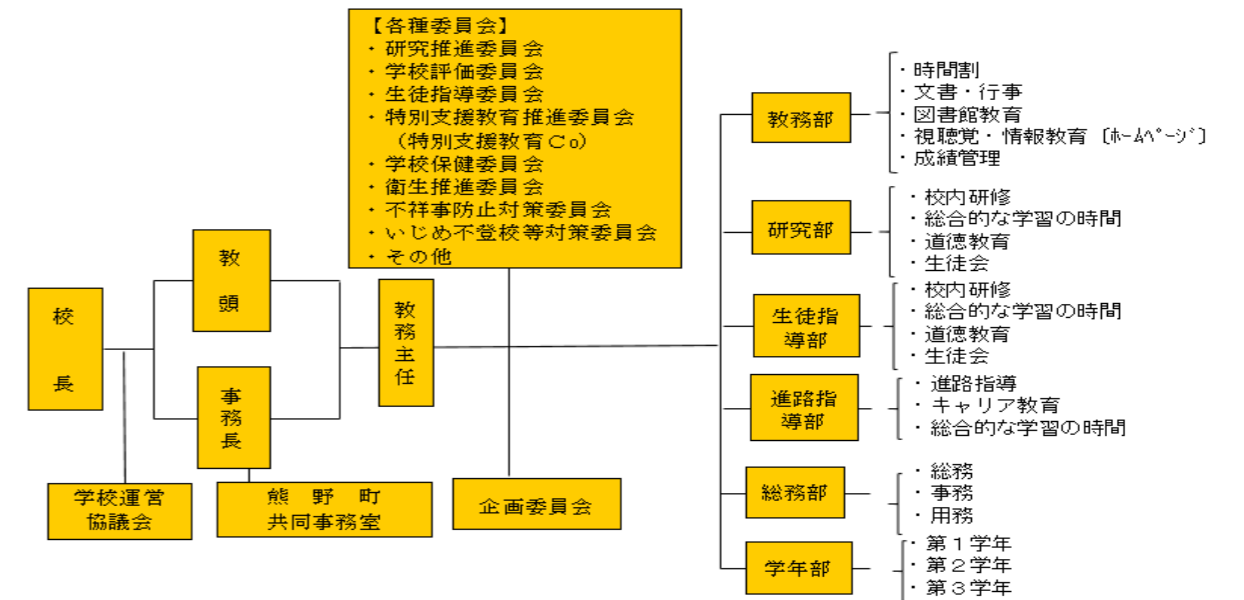 【各種委員会】
・研究推進委員会
・学校評価委員会
・生徒指導委員会
・特別支援教育推進委員会
（特別支援教育Ｃｏ）
・学校保健委員会
・衛生推進委員会
・不祥事防止対策委員会
・いじめ不登校等対策委員会
・その他
校長
教頭
事務長
教務主任
学校運営
協議会
熊野町
共同事務室
企画委員会
教務部
・時間割
・文書・行事
・図書館教育
・視聴覚・情報教育〔ﾎｰﾑﾍﾟｰｼﾞ〕
・成績管理
研究部
・校内研修
・総合的な学習の時間
・道徳教育
・生徒会
生徒指
導部
・校内研修
・総合的な学習の時間
・道徳教育
・生徒会
進路指
導部
・進路指導
・キャリア教育
・総合的な学習の時間
総務部
・総務
・事務
・用務
学年部
・第１学年
・第２学年
・第３学年